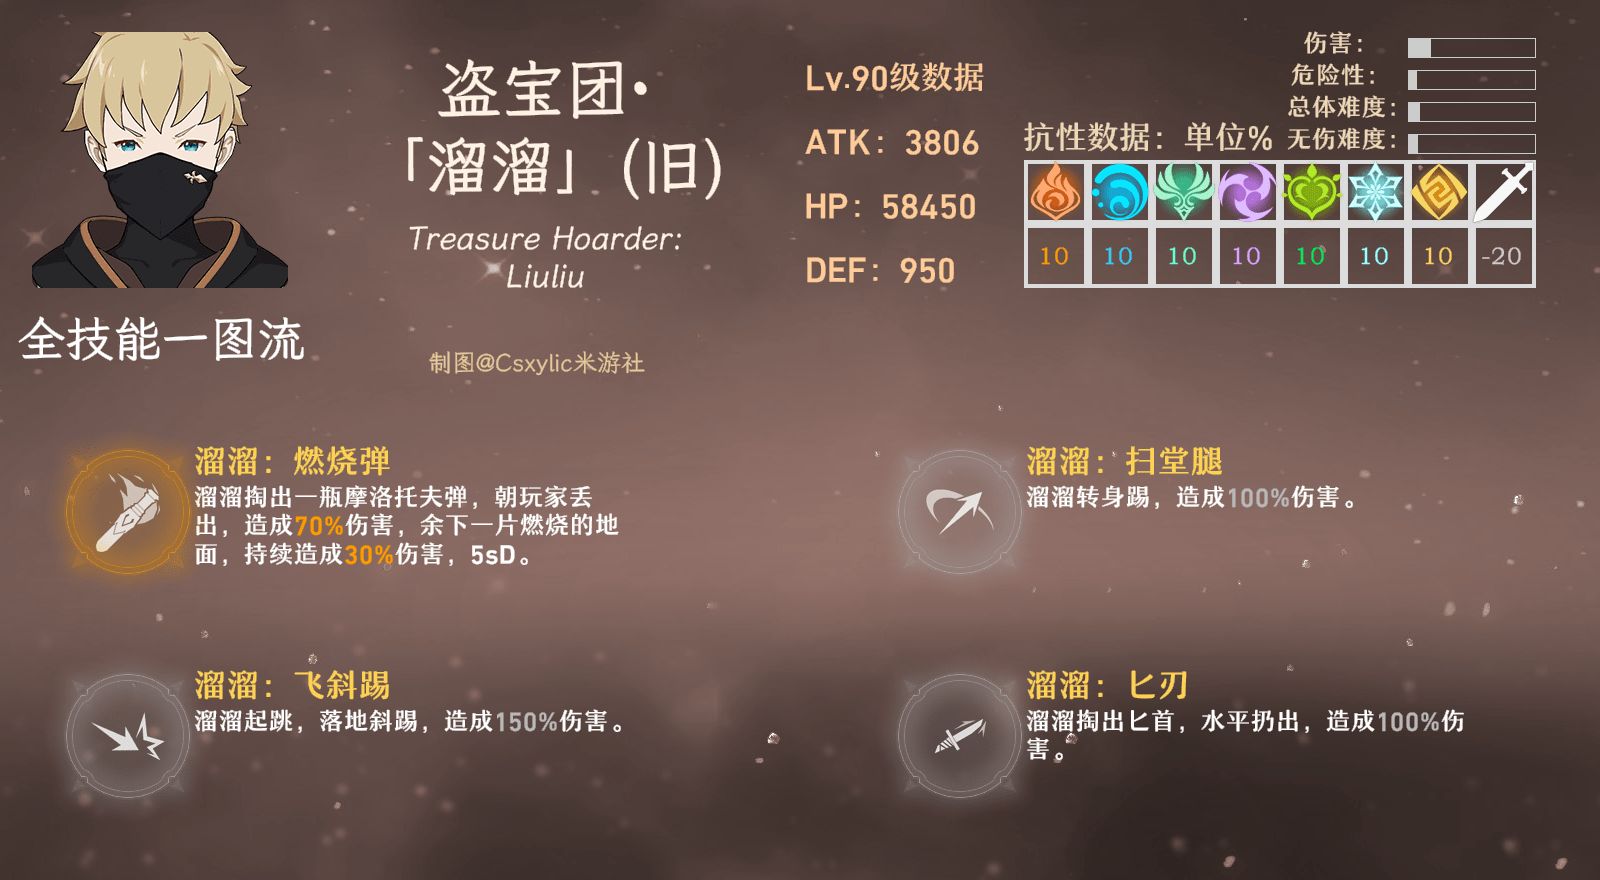 盗宝团·
「溜溜」(旧)
Treasure Hoarder:
Liuliu
全技能一图流
制图@Csxylic米游社
Lv.90级数据
ATK：3806
HP：58450
DEF：950
伤害：
危险性：
总体难度：
无伤难度：
抗性数据：单位%
10 10 10 10 10 10 10 -20
溜溜：燃烧弹
溜溜掏出一瓶摩洛托夫弹，朝玩家丢
出，造成70%伤害，余下一片燃烧的地
面，持续造成30%伤害，5sD。
溜溜：扫堂腿
溜溜转身踢，造成100%伤害。
溜溜：飞斜踢
溜溜起跳，落地斜踢，造成150%伤害。
溜溜：匕刃
溜溜掏出匕首，水平扔出，造成100%伤
害。